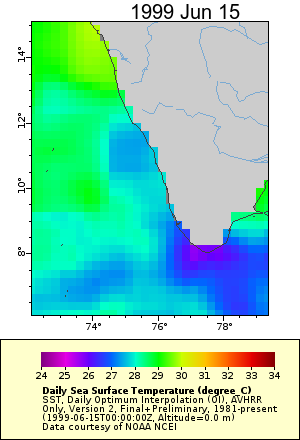 1999 Jun 15
14°
12°
10°
8°
74° 76° 78°
24 25 26 27 28 29 30 31 32 33 34
Daily Sea Surface Temperature (degree_C)
SST, Daily Optimum Interpolation (OI), AVHRR
Only, Version 2, Final+Preliminary, 1981-present
(1999-06-15T00:00:00Z, Altitude=0.0 m)
Data courtesy of NOAA NCEI